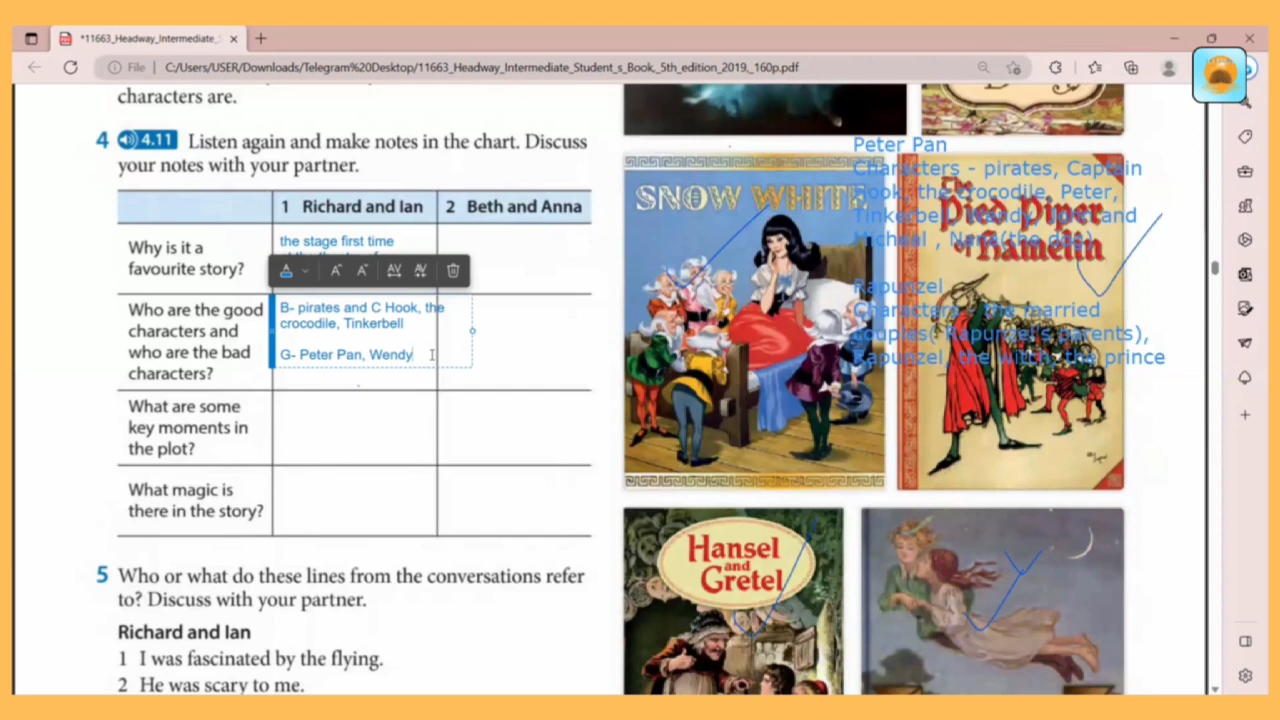 *11663_Headway_Intermediate_
File
C:/Users/USER/Downloads/Telegram%20Desktop/11663_Headway_Intermediate_Student_s_Book,_5th_edition_2019,_160p.pdf
characters are.
4 4.11 Listen again and make notes in the chart. Discuss
your notes with your partner.
1 Richard and Ian
2 Beth and Anna
Why is it a
favourite story?
the stage first time
Who are the good
characters and
who are the bad
characters?
B- pirates and C Hook, the
crocodile, Tinkerbell
G- Peter Pan, Wendy
What are some
key moments in
the plot?
What magic is
there in the story?
5 Who or what do these lines from the conversations refer
to? Discuss with your partner.
Richard and Ian
1 I was fascinated by the flying.
2 He was scary to me.
Peter Pan
Characters - pirates, Captain
Hook, the crocodile, Peter,
Tinkerbell, Wendy, John and
Micheal , Nana(the dog)
Rapunzel
Characters - the married
couples( Rapunzel's parents),
Rapunzel, the witch, the prince
SNOW WHITE
The
Pied Piper
of Hamelin
Hansel
and
Gretel